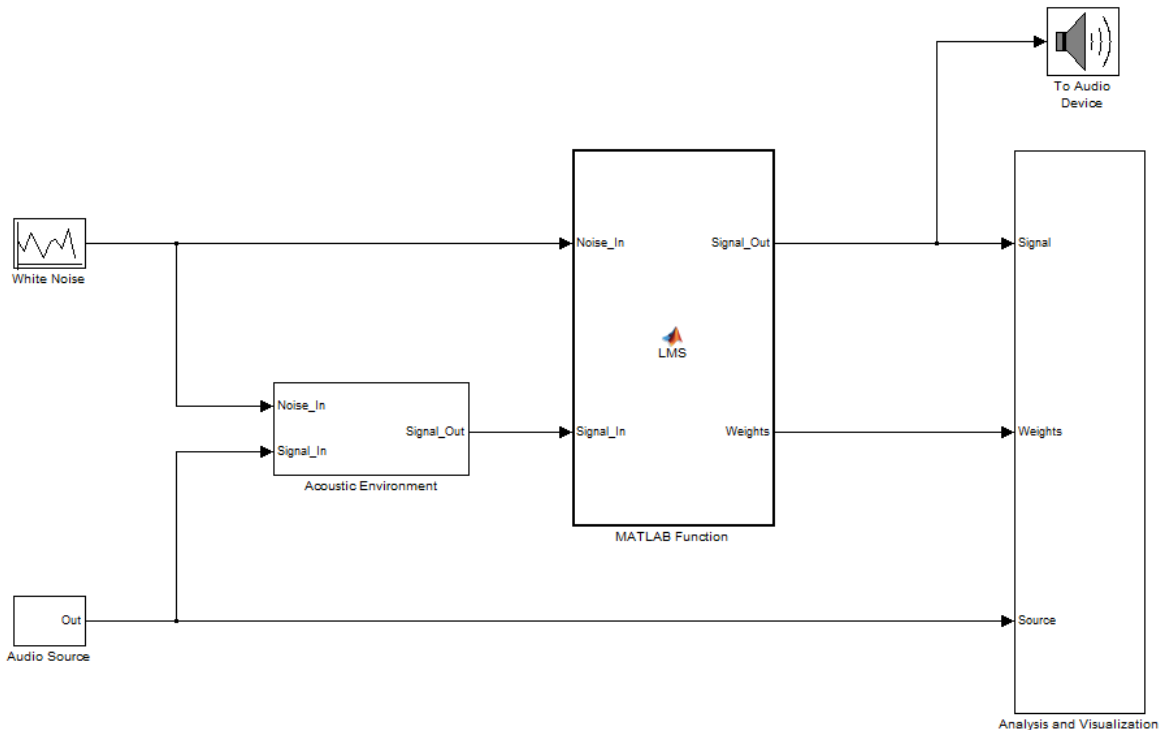 To Audio
Device
Noise_In
Signal_Out
Signal
White Noise
LMS
Noise_In
Signal_Out
Signal_In
Weights
Weights
Signal_In
Acoustic Environment
MATLAB Function
Out
Source
Audio Source
Analysis and Visualization